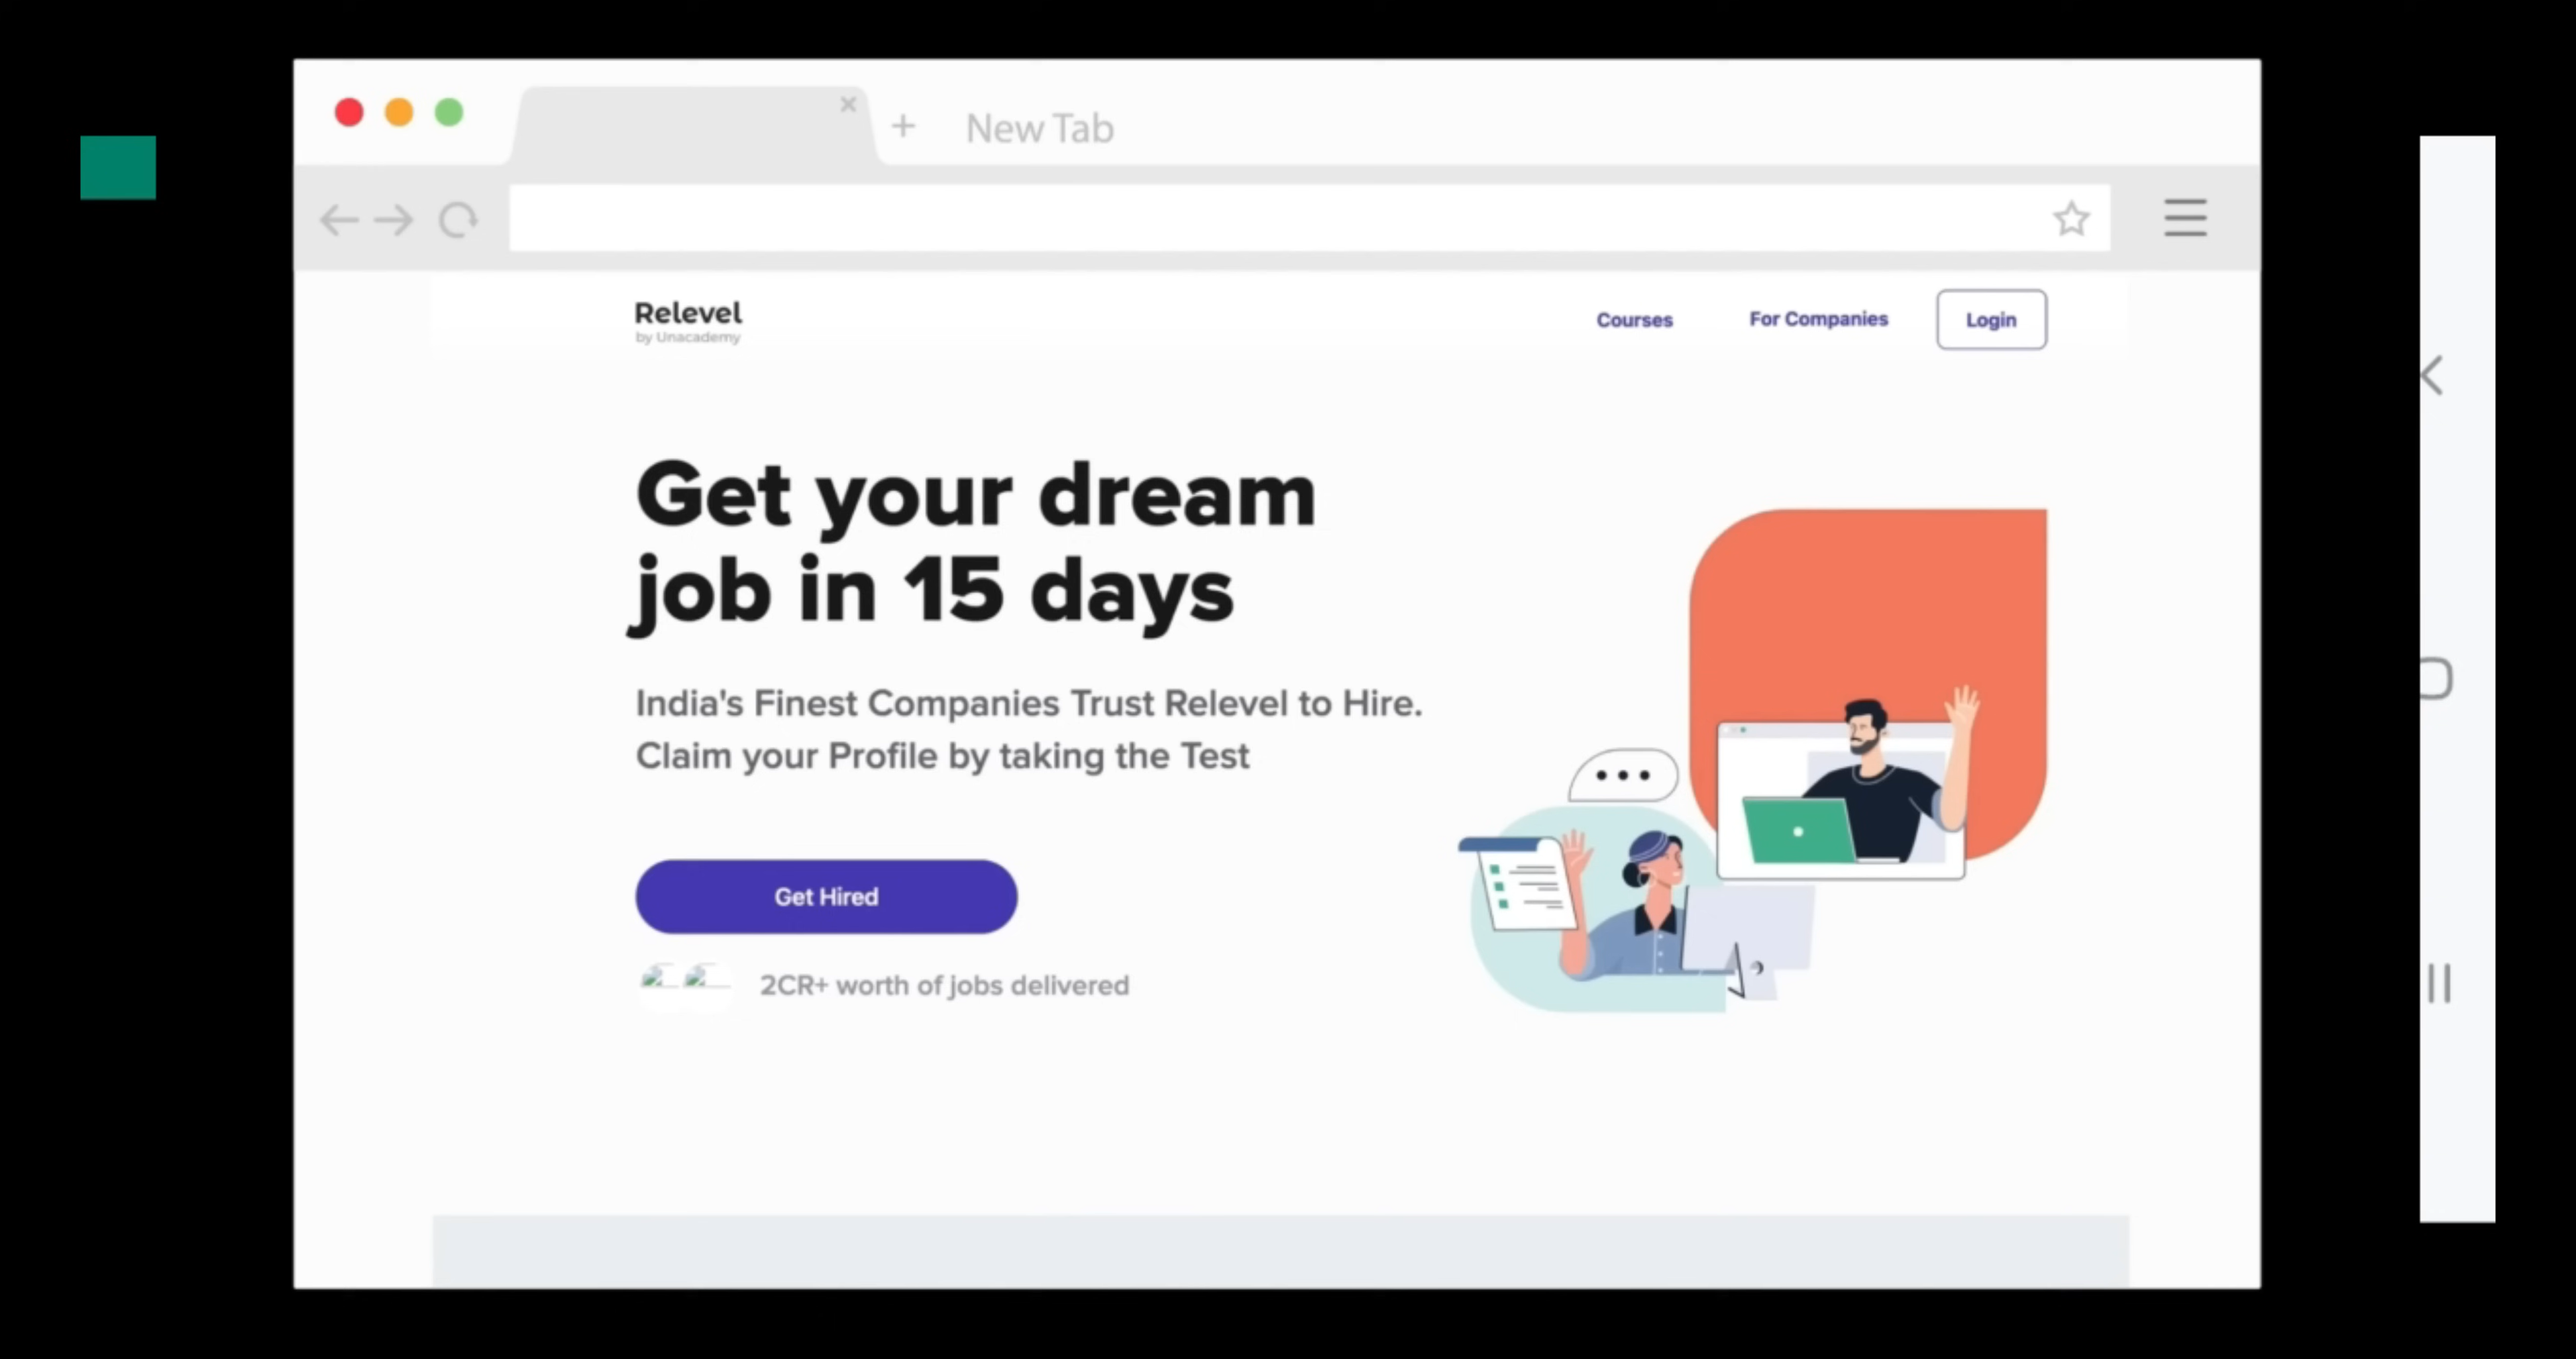 New Tab
Relevel
by Unacademy
Courses
For Companies
Login
Get your dream
job in 15 days
India's Finest Companies Trust Relevel to Hire.
Claim your Profile by taking the Test
Get Hired
2CR+ worth of jobs delivered